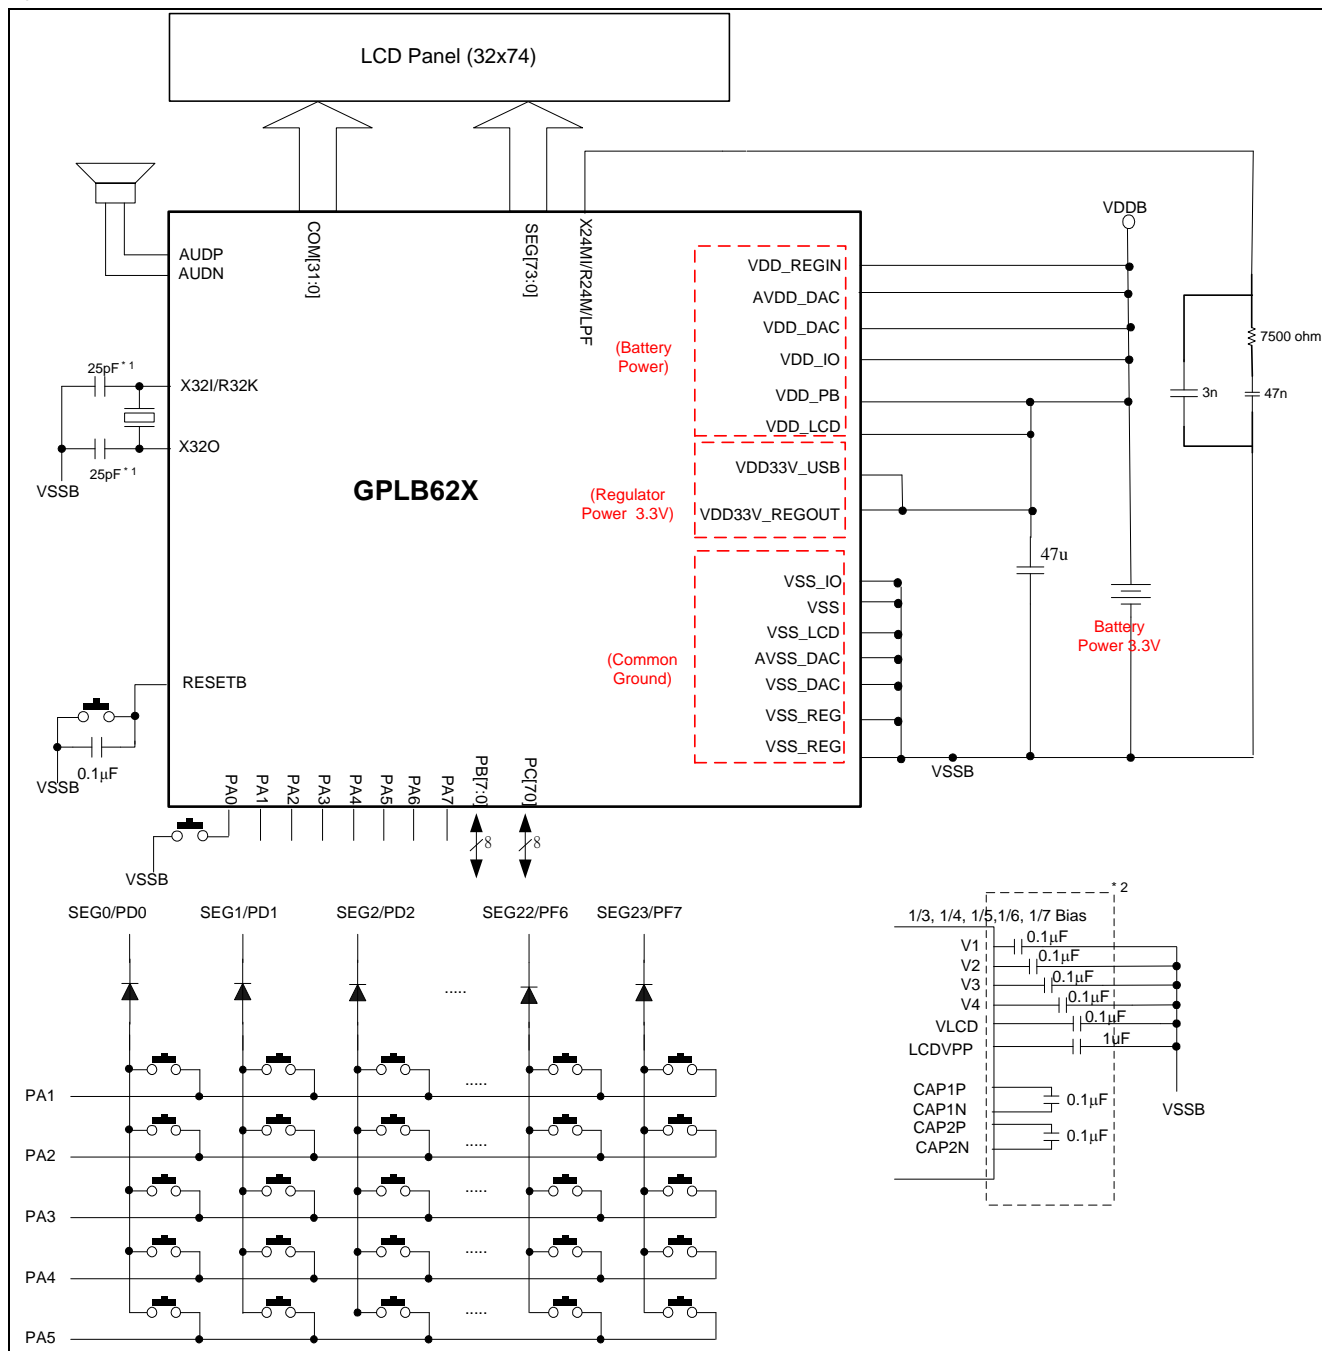 LCD Panel (32x74)
COM[31:0]
SEG[73:0]
X24MI/R24M/LPF
VDDB
AUDP
AUDN
VDD_REGIN
AVDD_DAC
VDD_DAC
VDD_IO
VDD_PB
VDD_LCD
(Battery
Power)
7500 ohm
3n
47n
25pF*1
X32I/R32K
X32O
25pF*1
VSSB
GPLB62X
VDD33V_USB
VDD33V_REGOUT
(Regulator
Power 3.3V)
47u
VSS_IO
VSS
VSS_LCD
AVSS_DAC
VSS_DAC
VSS_REG
VSS_REG
(Common
Ground)
Battery
Power 3.3V
VSSB
RESETB
0.1µF
VSSB
PA0
PA1
PA2
PA3
PA4
PA5
PA6
PA7
PB[7:0]
PC[70]
8
8
VSSB
SEG0/PD0
SEG1/PD1
SEG2/PD2
.....
SEG22/PF6
SEG23/PF7
.....
PA1
.....
PA2
.....
PA3
.....
PA4
.....
PA5
.....
*2
1/3, 1/4, 1/5,1/6, 1/7 Bias
V1
0.1µF
V2
0.1µF
V3
0.1µF
V4
0.1µF
VLCD
0.1µF
LCDVPP
1uF
CAP1P
CAP1N
0.1µF
CAP2P
CAP2N
0.1µF
VSSB